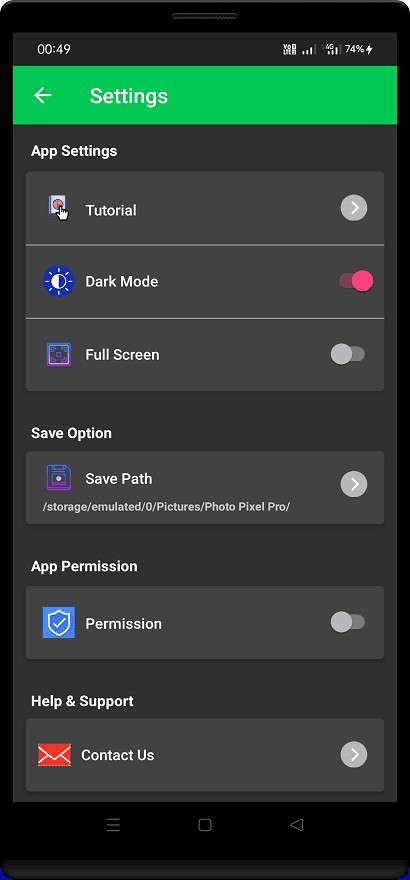 00:49
Vo) LTE 4G 74%
Settings
App Settings
Tutorial
Dark Mode
Full Screen
Save Option
Save Path
/storage/emulated/0/Pictures/Photo Pixel Pro/
App Permission
Permission
Help & Support
Contact Us